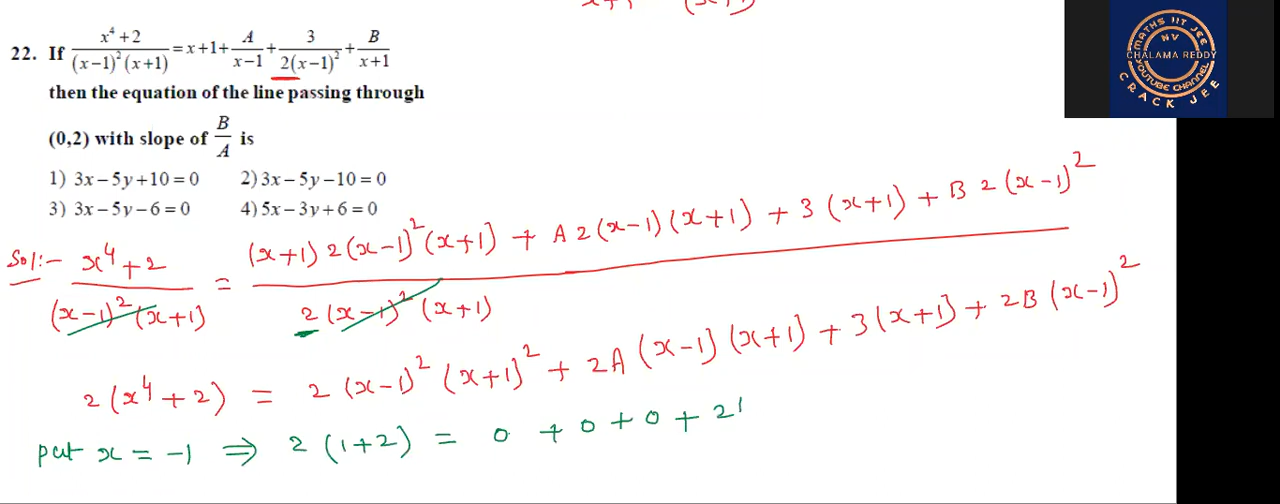 22. If (x⁴+2)/((x−1)²(x+1)) = x+1+ A/(x−1) + 3/(2(x−1)²) + B/(x+1)
then the equation of the line passing through
(0,2) with slope of B/A is
1) 3x−5y+10=0 2) 3x−5y−10=0
3) 3x−5y−6=0 4) 5x−3y+6=0
Sol:- (x⁴+2)/((x−1)²(x+1)) = ((x+1) 2(x−1)²(x+1) + A 2(x−1)(x+1) + 3(x+1) + B 2(x−1)²)/(2(x−1)²(x+1))
2(x⁴+2) = 2(x−1)²(x+1)² + 2A(x−1)(x+1) + 3(x+1) + 2B(x−1)²
put x = −1 ⇒ 2(1+2) = 0 + 0 + 0 + 2
MATHS IIT JEE
NV
CHALAMA REDDY
YOUTUBE CHANNEL
CRACK JEE